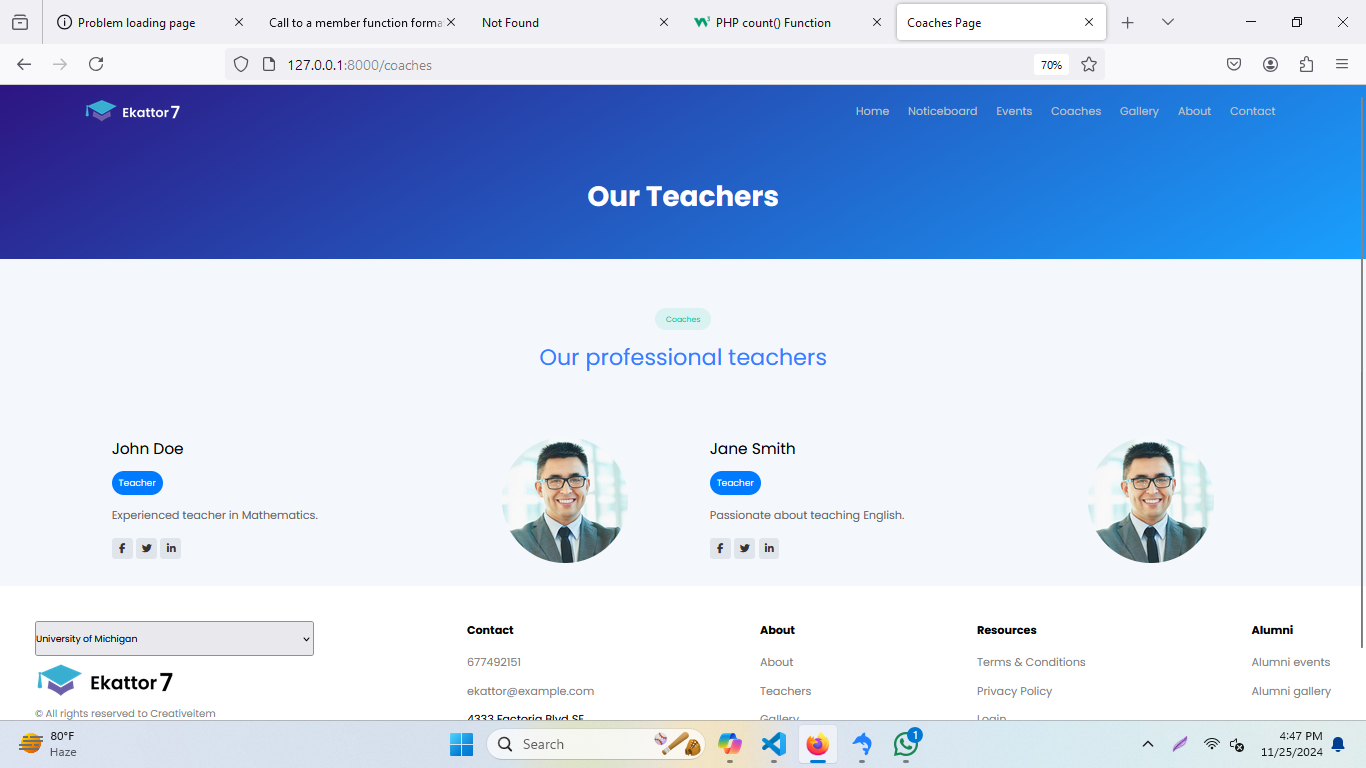 Problem loading page
Call to a member function forma
Not Found
PHP count() Function
Coaches Page
127.0.0.1:8000/coaches
70%
Ekattor 7
Home Noticeboard Events Coaches Gallery About Contact
Our Teachers
Coaches
Our professional teachers
John Doe
Teacher
Experienced teacher in Mathematics.
Jane Smith
Teacher
Passionate about teaching English.
University of Michigan
Ekattor 7
© All rights reserved to Creativeitem
Contact
677492151
ekattor@example.com
4333 Factoria Blvd SE
About
About
Teachers
Gallery
Resources
Terms & Conditions
Privacy Policy
Login
Alumni
Alumni events
Alumni gallery
80°F
Haze
Search
1
4:47 PM
11/25/2024